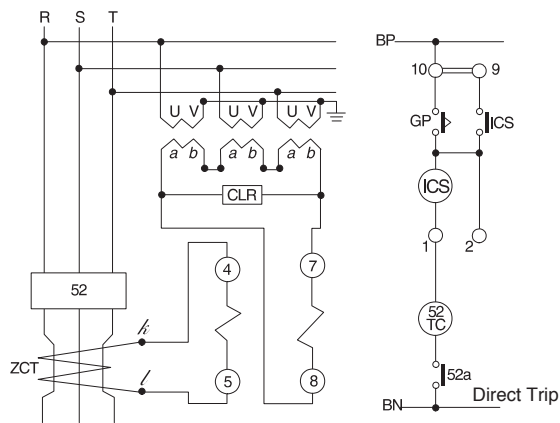 R S T
BP
10 9
U V U V U V
GP ICS
a b a b a b
CLR
ICS
4 7
1 2
52
52
TC
k
ZCT
l
5 8
52a
Direct Trip
BN